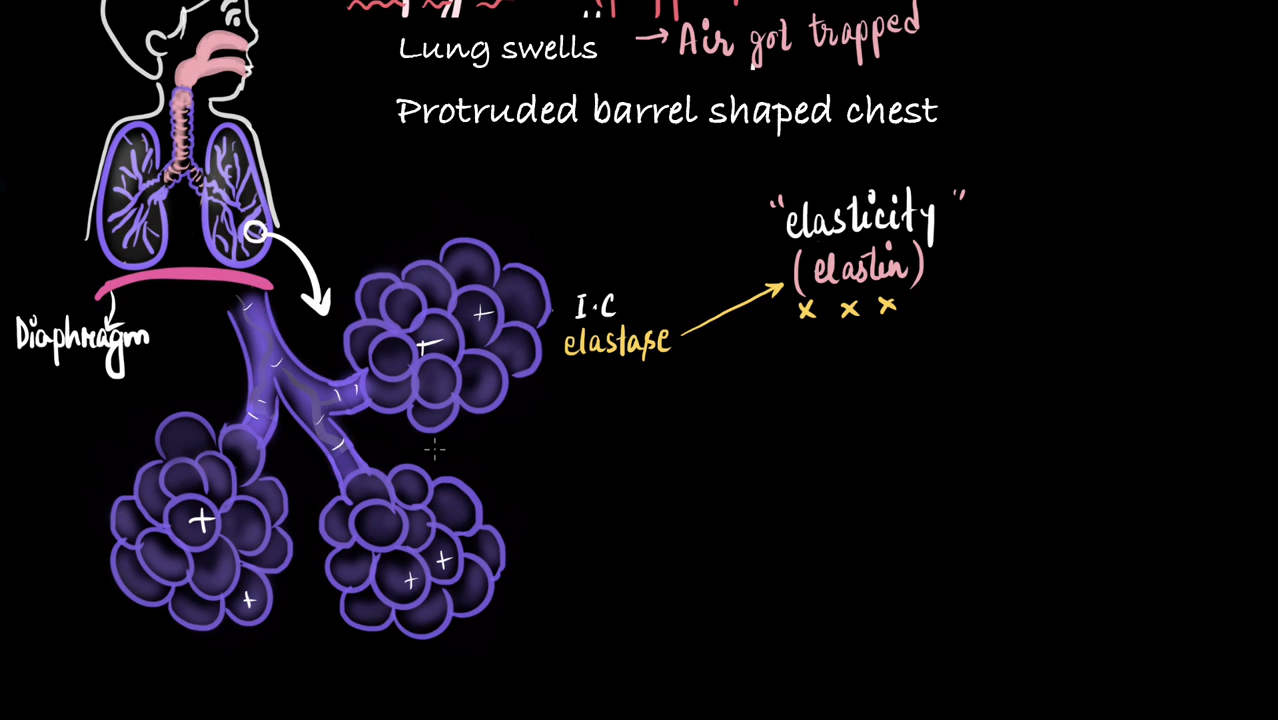 Lung swells → Air got trapped
Protruded barrel shaped chest
"elasticity"
(elastin)
x x x
I.C
elastase
Diaphragm